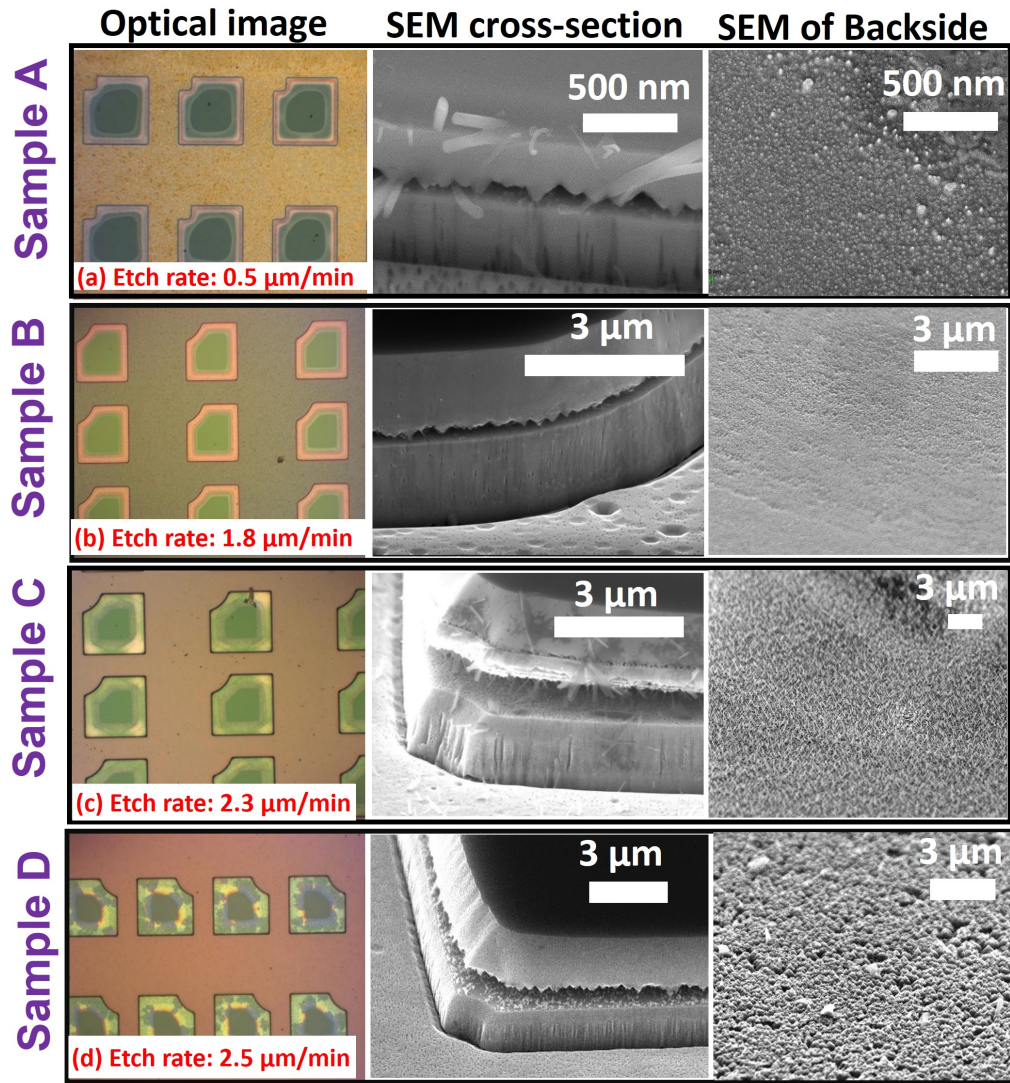 Optical image SEM cross-section SEM of Backside
Sample A
500 nm
500 nm
(a) Etch rate: 0.5 μm/min
Sample B
3 μm
3 μm
(b) Etch rate: 1.8 μm/min
Sample C
3 μm
3 μm
(c) Etch rate: 2.3 μm/min
Sample D
3 μm
3 μm
(d) Etch rate: 2.5 μm/min